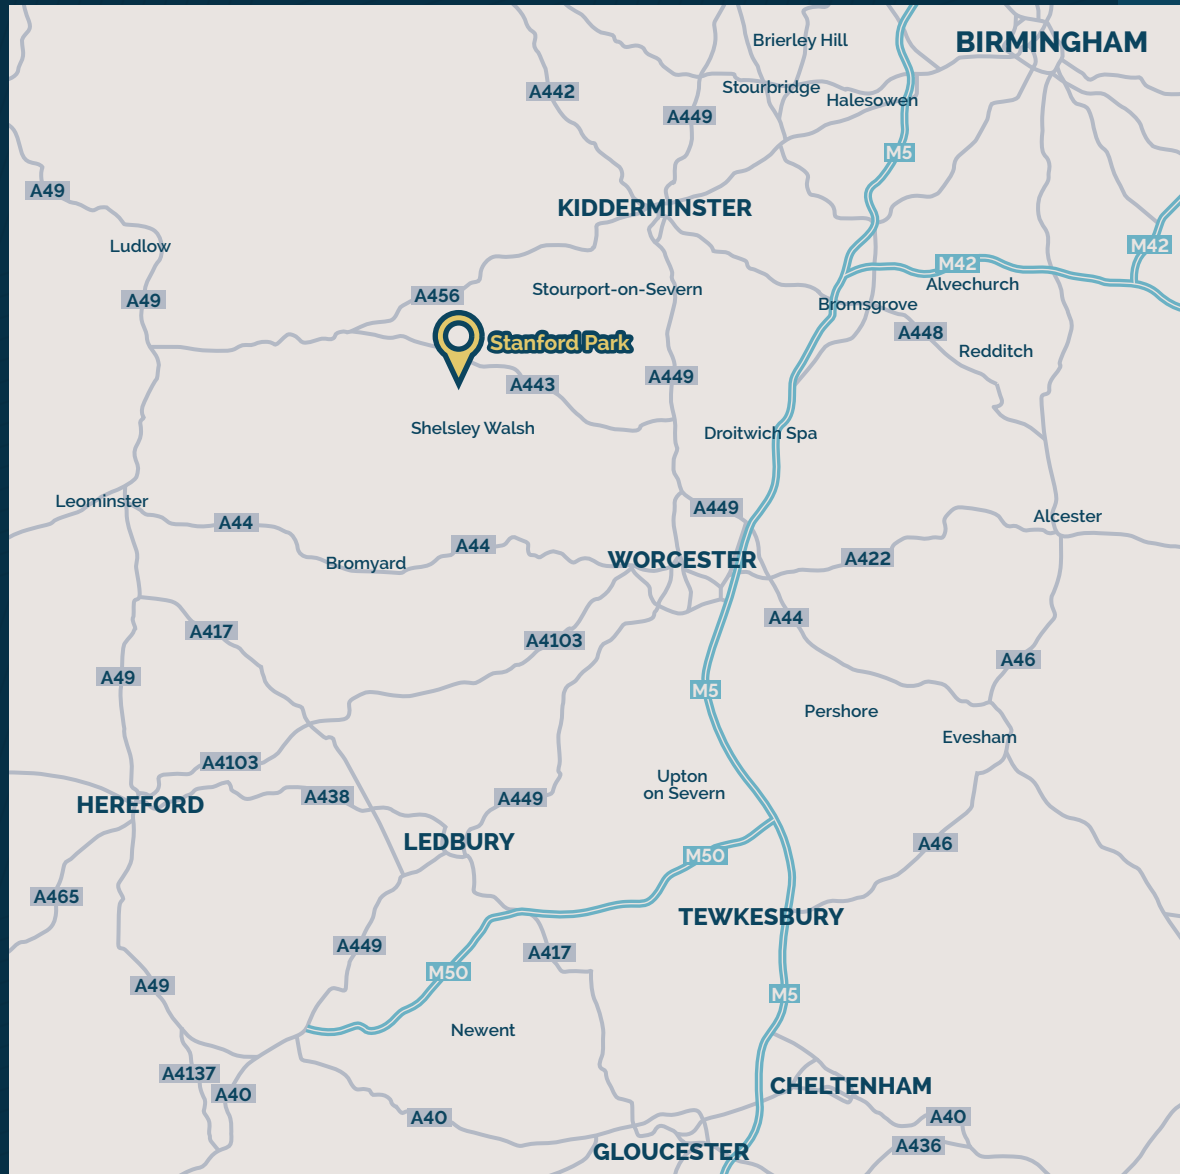 Brierley Hill
BIRMINGHAM
A442
Stourbridge
Halesowen
A449
M5
A49
KIDDERMINSTER
Ludlow
M42
M42
Alvechurch
A49
A456
Stourport-on-Severn
Bromsgrove
A448
Stanford Park
Redditch
A443
A449
Shelsley Walsh
Droitwich Spa
Leominster
A449
Alcester
A44
A44
Bromyard
WORCESTER
A422
A417
A4103
A44
A46
A49
M5
Pershore
Evesham
A4103
Upton
on Severn
HEREFORD
A438
A449
LEDBURY
M50
A46
A465
TEWKESBURY
A449
A417
M50
A49
M5
Newent
A4137
A40
CHELTENHAM
A40
A40
GLOUCESTER
A436